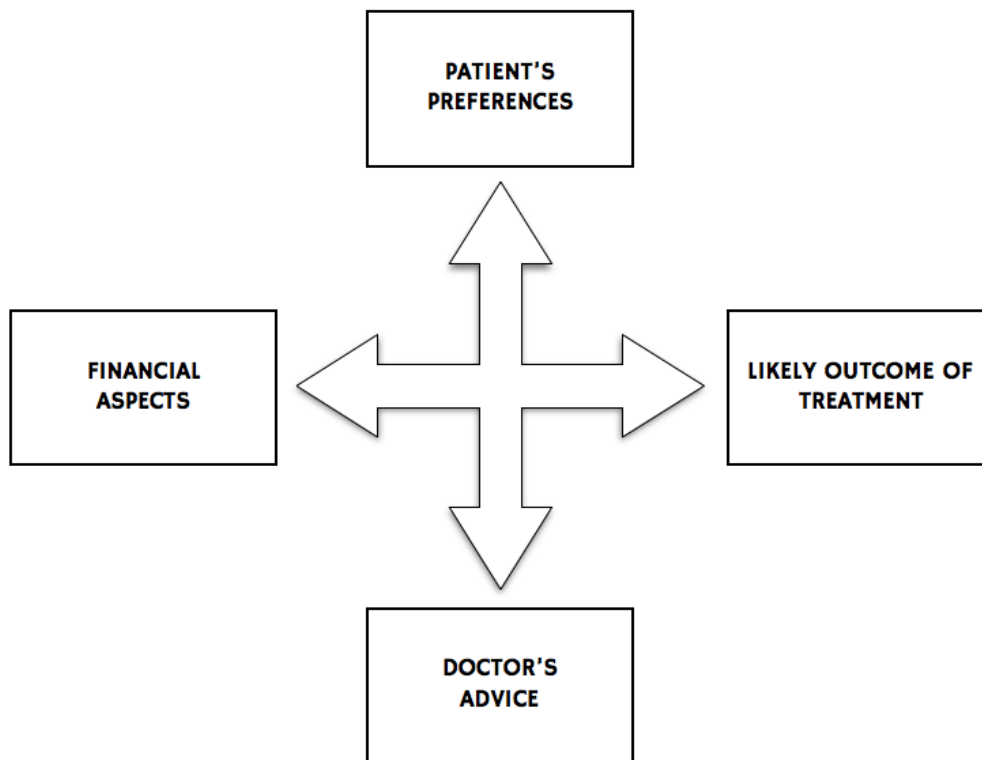 PATIENT'S
PREFERENCES
FINANCIAL
ASPECTS
LIKELY OUTCOME OF
TREATMENT
DOCTOR'S
ADVICE